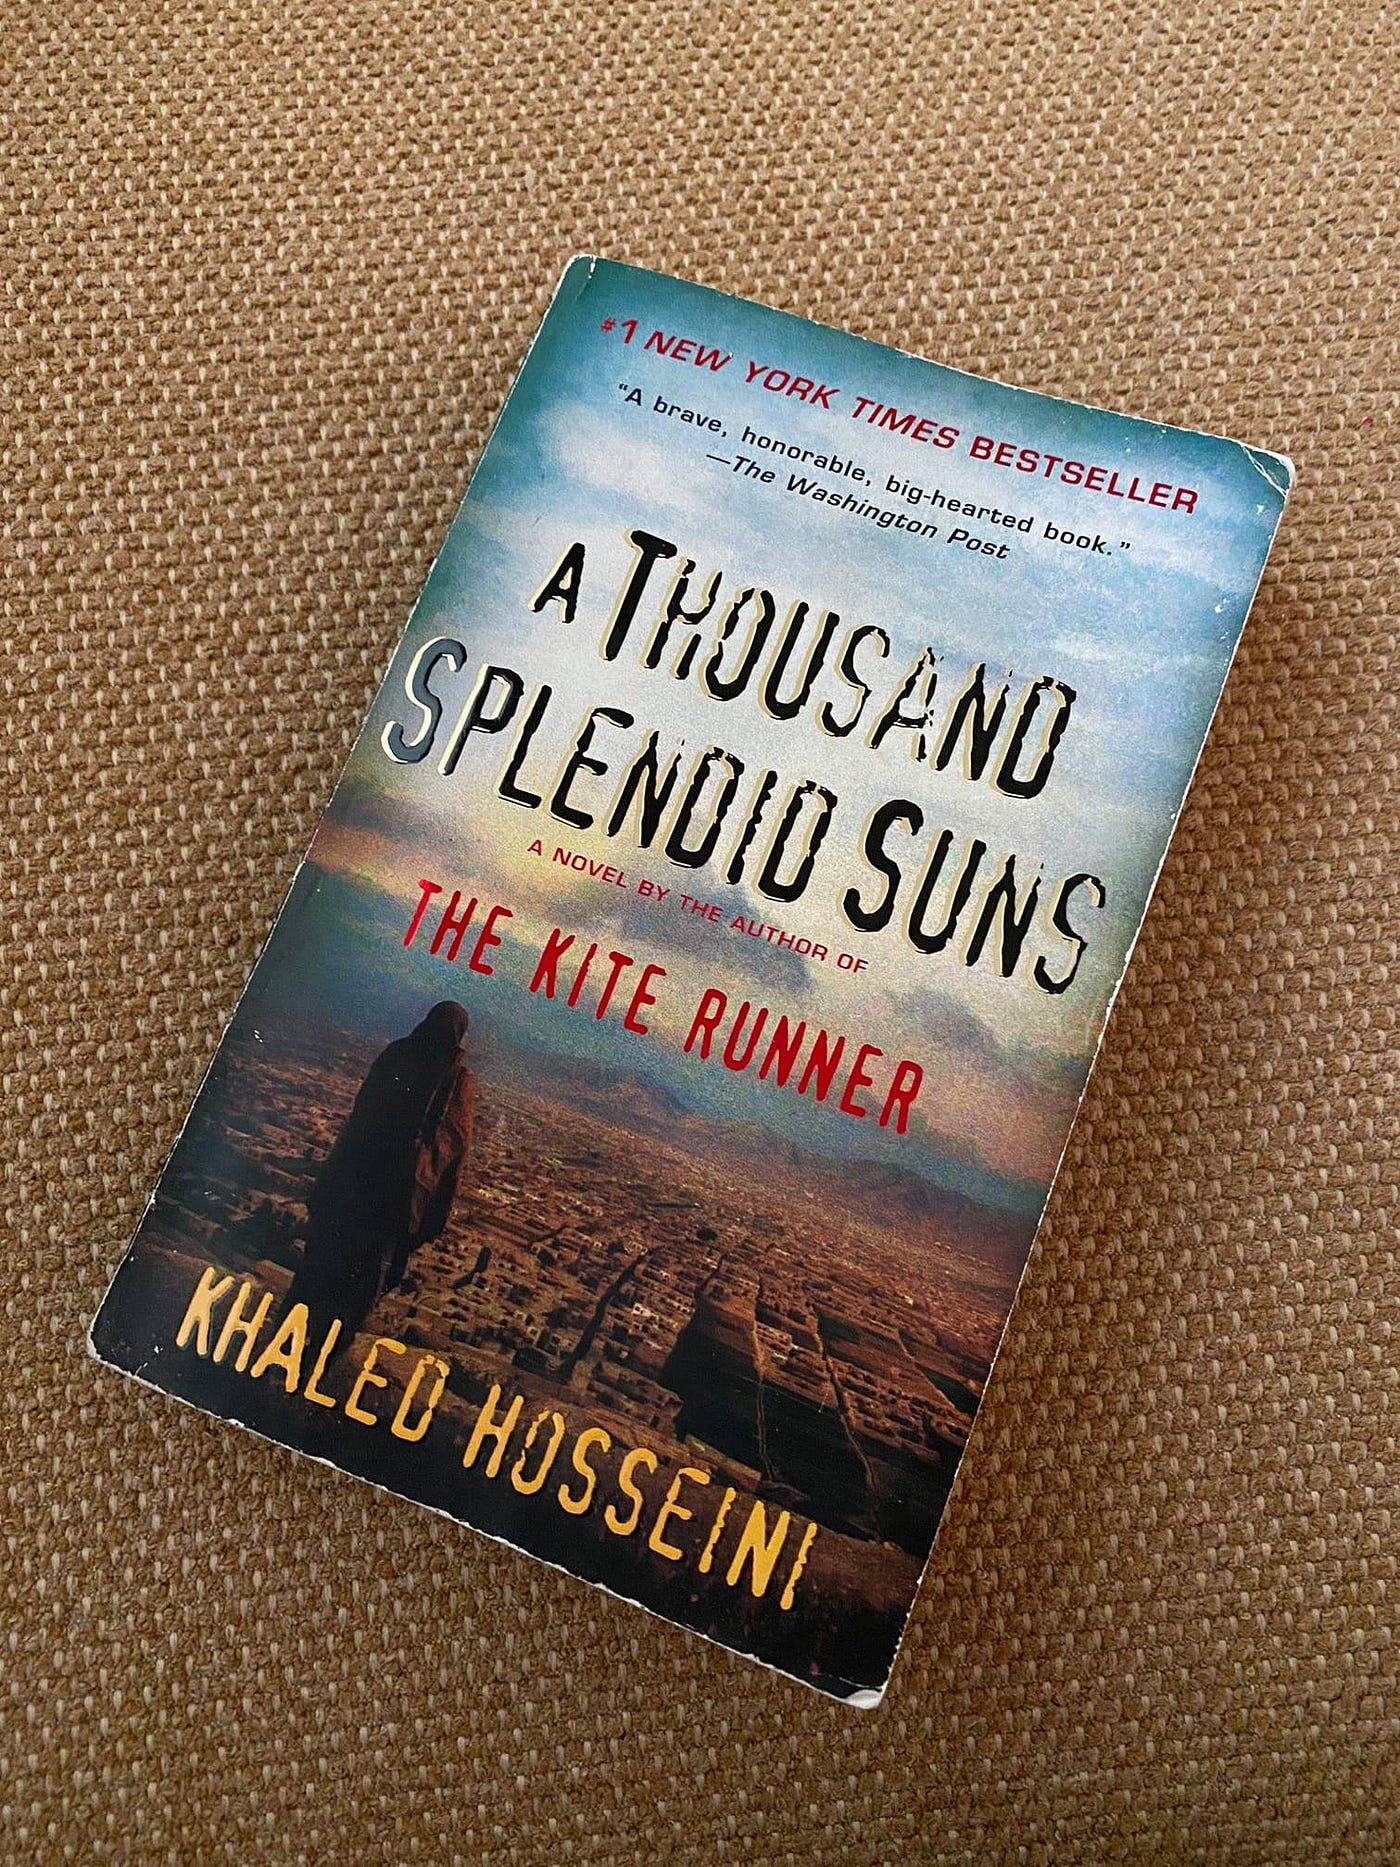 #1 NEW YORK TIMES BESTSELLER
“A brave, honorable, big-hearted book.”
—The Washington Post
A THOUSAND
SPLENDID SUNS
A NOVEL BY THE AUTHOR OF
THE KITE RUNNER
KHALED HOSSEINI